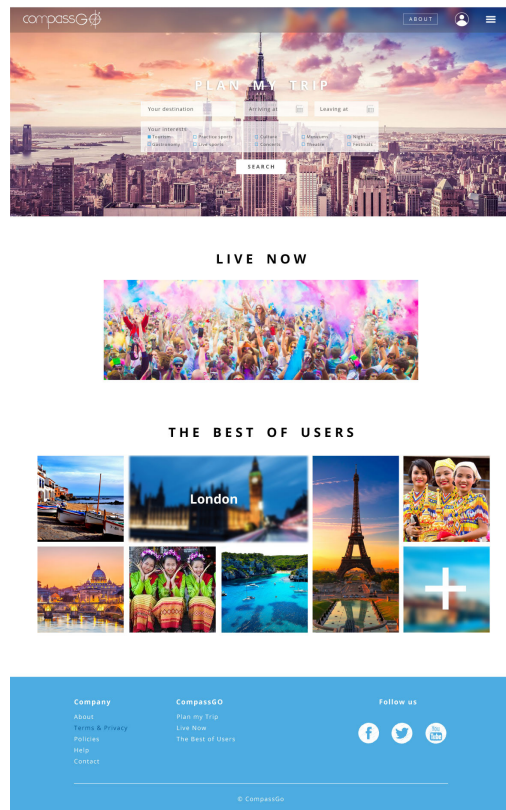 compassGO
ABOUT
PLAN MY TRIP
Your destination
Arriving at
Leaving at
Your interests
Tourism
Practice sports
Culture
Museums
Night
Gastronomy
Live sports
Concerts
Theatre
Festivals
SEARCH
LIVE NOW
THE BEST OF USERS
London
Company
CompassGO
Follow us
About
Plan my Trip
Terms & Privacy
Live Now
Policies
The Best of Users
Help
Contact
You
Tube
© CompassGo